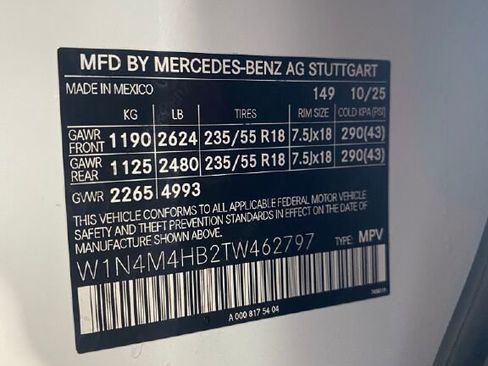 MFD BY MERCEDES-BENZ AG STUTTGART
MADE IN MEXICO 149 10/25
KG LB TIRES RIM SIZE COLD KPA (PSI)
GAWR FRONT 1190 2624 235/55 R18 7.5Jx18 290(43)
GAWR REAR 1125 2480 235/55 R18 7.5Jx18 290(43)
GVWR 2265 4993
THIS VEHICLE CONFORMS TO ALL APPLICABLE FEDERAL MOTOR VEHICLE
SAFETY AND THEFT PREVENTION STANDARDS IN EFFECT ON THE DATE OF
MANUFACTURE SHOWN ABOVE.
W1N4M4HB2TW462797 TYPE: MPV
A 000 817 54 04